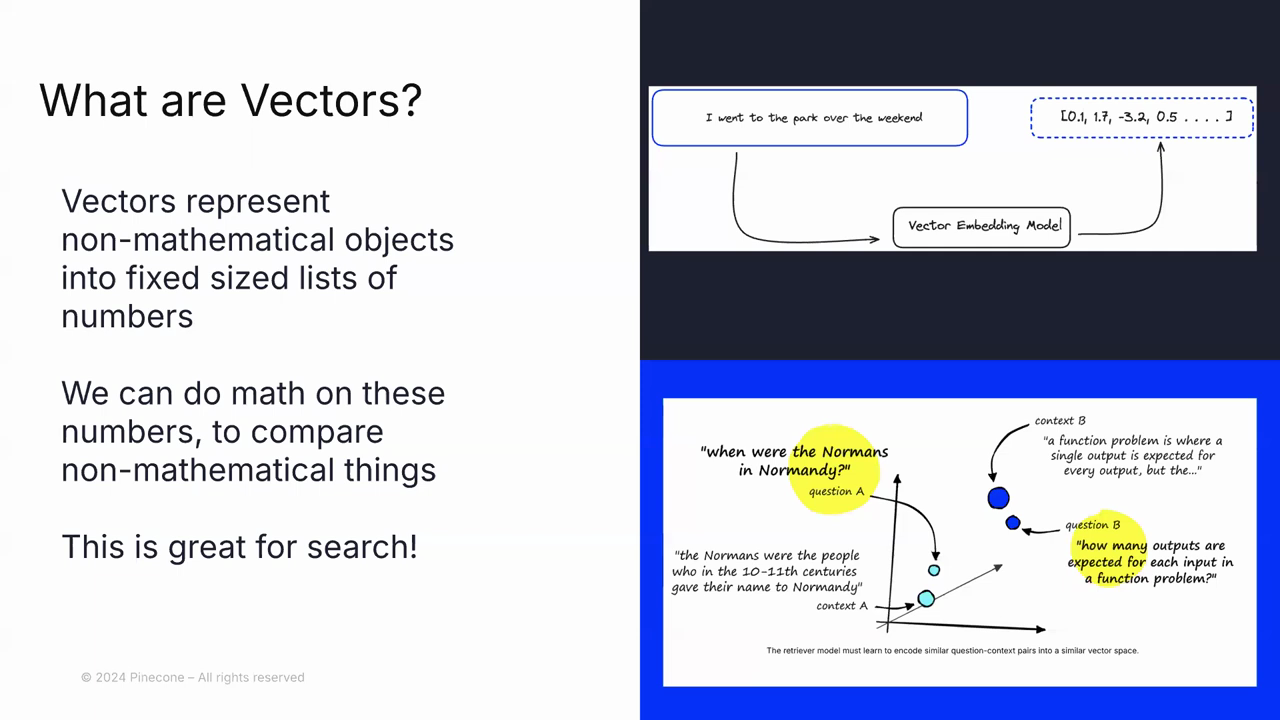 What are Vectors?
Vectors represent
non-mathematical objects
into fixed sized lists of
numbers
We can do math on these
numbers, to compare
non-mathematical things
This is great for search!
© 2024 Pinecone – All rights reserved
I went to the park over the weekend
[0.1, 1.7, -3.2, 0.5 . . . . ]
Vector Embedding Model
"when were the Normans
in Normandy?"
question A
"the Normans were the people
who in the 10-11th centuries
gave their name to Normandy"
context A
context B
"a function problem is where a
single output is expected for
every output, but the..."
question B
"how many outputs are
expected for each input in
a function problem?"
The retriever model must learn to encode similar question-context pairs into a similar vector space.